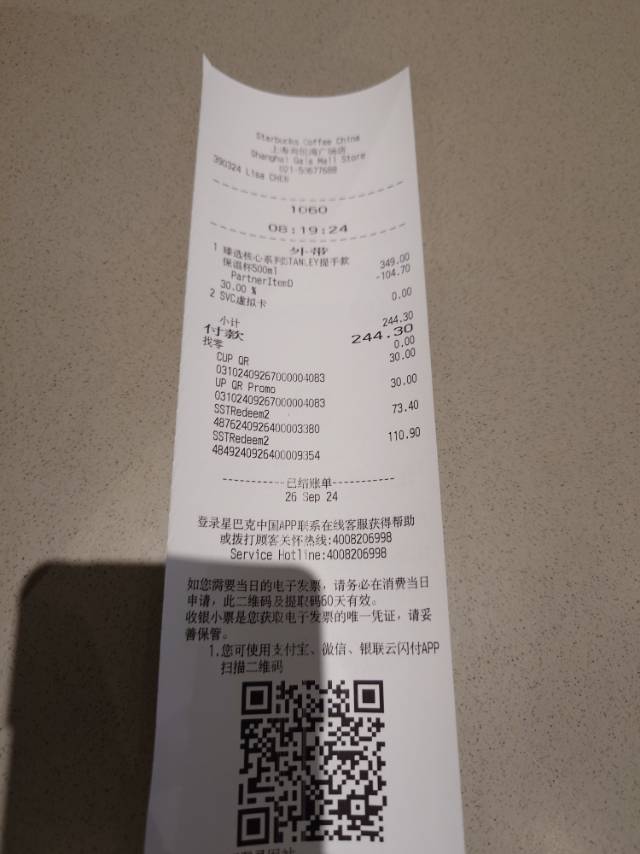 Starbucks Coffee China
Shanghai Gala Mall Store
021-50677688
390324 Lisa CHEN
1060
08:19:24
外带
1 臻选核心系列STANLEY提手款 349.00
保温杯500ml -104.70
PartnerItemD
30.00 %
2 SVC虚拟卡 0.00
小计 244.30
付款 244.30
找零 0.00
CUP QR 30.00
03102409267000004083
UP QR Promo 30.00
03102409267000004083
SSTRedeem2 73.40
4876240926400003380
SSTRedeem2 110.90
4849240926400009354
------------已结账单------------
26 Sep 24
登录星巴克中国APP联系在线客服获得帮助
或拨打顾客关怀热线:4008206998
Service Hotline:4008206998
如您需要当日的电子发票，请务必在消费当日
申请，此二维码及提取码60天有效。
收银小票是您获取电子发票的唯一凭证，请妥
善保管。
1.您可使用支付宝、微信、银联云闪付APP
扫描二维码